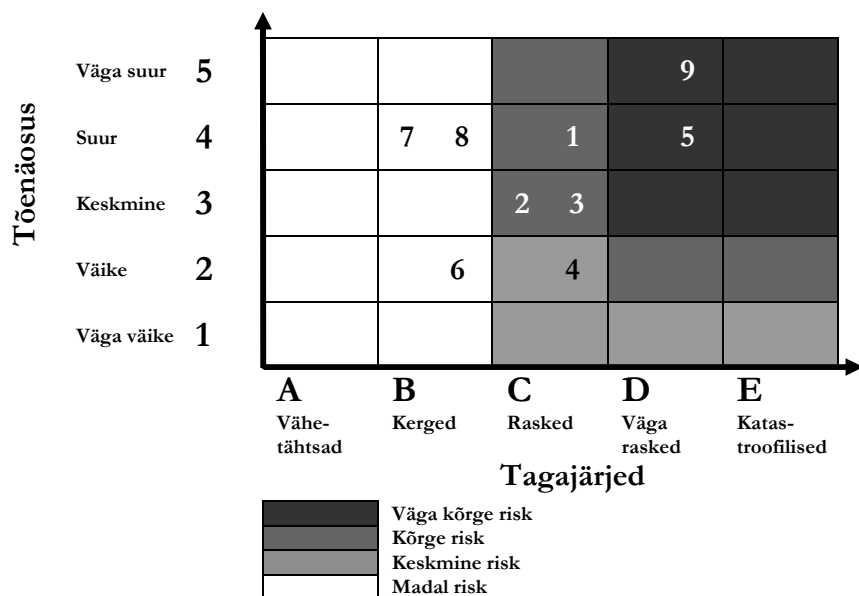 Tõenäosus
Väga suur 5 9
Suur 4 7 8 1 5
Keskmine 3 2 3
Väike 2 6 4
Väga väike 1
A B C D E
Vähe- Kerged Rasked Väga Katas-
tähtsad rasked troofilised
Tagajärjed
Väga kõrge risk
Kõrge risk
Keskmine risk
Madal risk